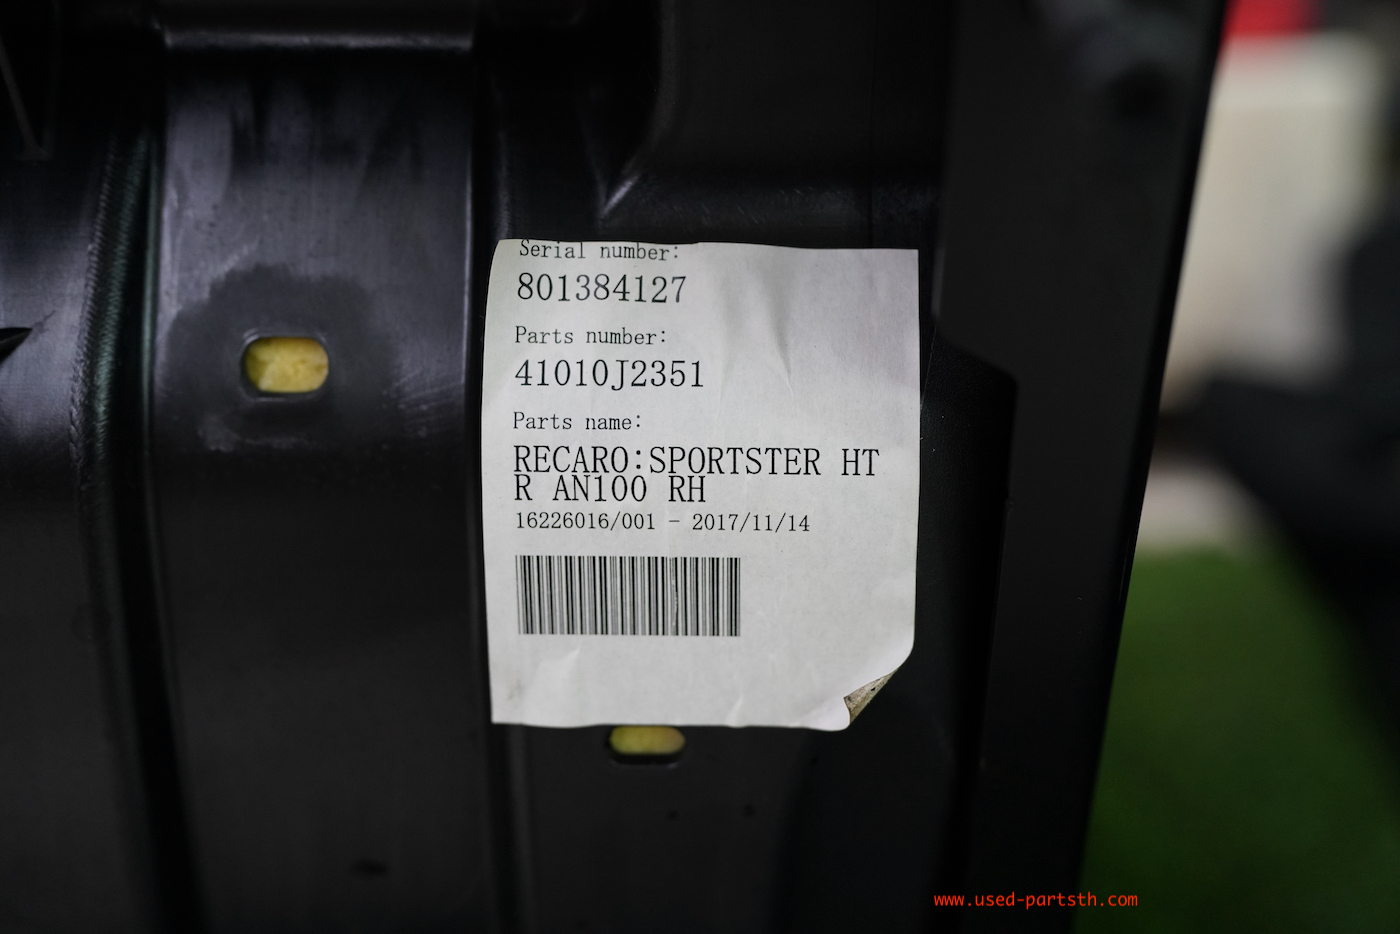 Serial number:
801384127
Parts number:
41010J2351
Parts name:
RECARO:SPORTSTER HT
R AN100 RH
16226016/001 - 2017/11/14
www.used-partsth.com